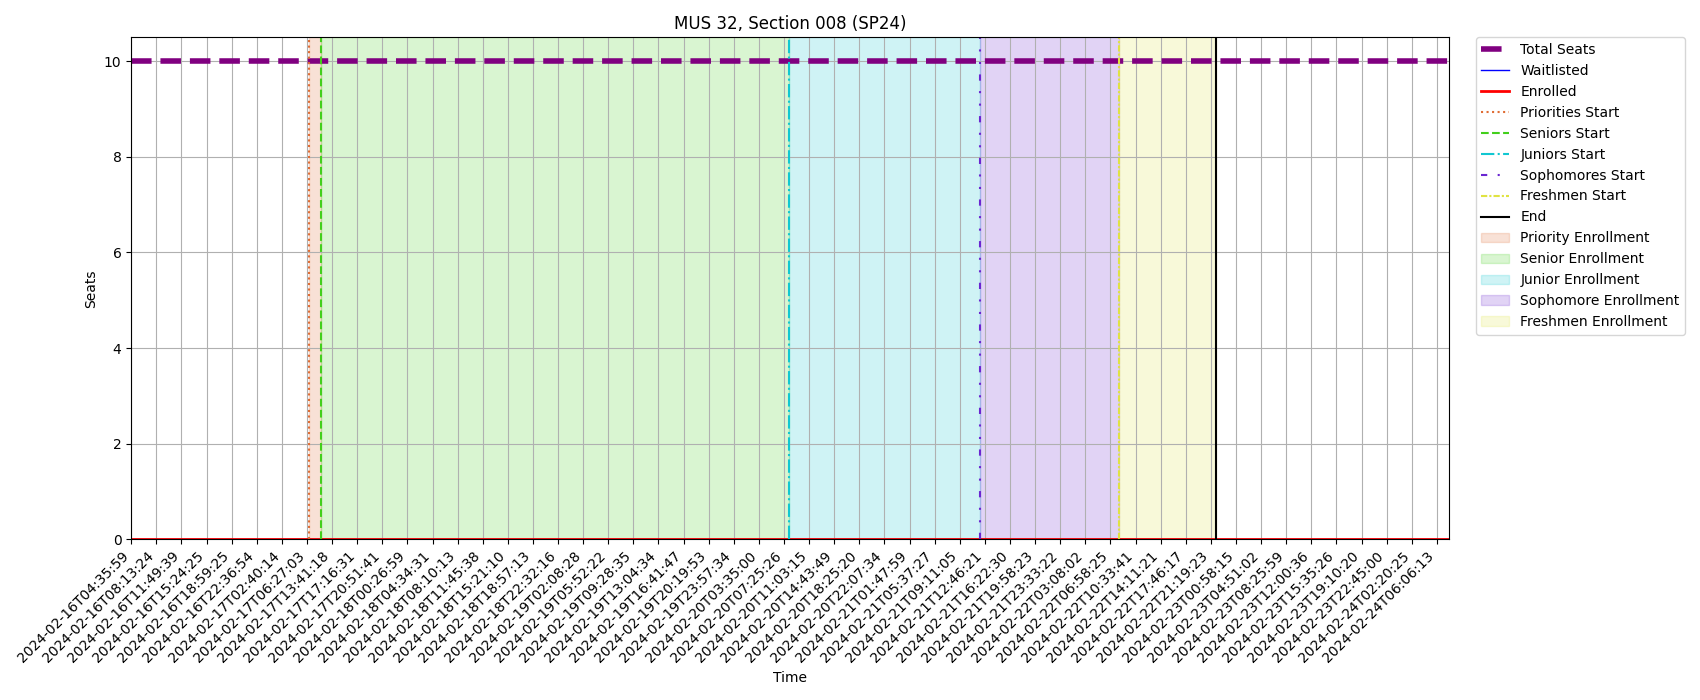 MUS 32, Section 008 (SP24)
10
8
6
4
2
0
Seats
2024-02-16T04:35:59
2024-02-16T08:13:24
2024-02-16T11:49:39
2024-02-16T15:24:25
2024-02-16T18:59:25
2024-02-16T22:36:54
2024-02-17T02:40:14
2024-02-17T06:27:03
2024-02-17T13:41:18
2024-02-17T17:16:31
2024-02-17T20:51:41
2024-02-18T00:26:59
2024-02-18T04:34:31
2024-02-18T08:10:13
2024-02-18T11:45:38
2024-02-18T15:21:10
2024-02-18T18:57:13
2024-02-18T22:32:16
2024-02-19T02:08:28
2024-02-19T05:52:22
2024-02-19T09:28:35
2024-02-19T13:04:34
2024-02-19T16:41:47
2024-02-19T20:19:53
2024-02-19T23:57:34
2024-02-20T03:35:00
2024-02-20T07:25:26
2024-02-20T11:03:15
2024-02-20T14:43:49
2024-02-20T18:25:20
2024-02-20T22:07:34
2024-02-21T01:47:59
2024-02-21T05:37:27
2024-02-21T09:11:05
2024-02-21T12:46:21
2024-02-21T16:22:30
2024-02-21T19:58:23
2024-02-21T23:33:22
2024-02-22T03:08:02
2024-02-22T06:58:25
2024-02-22T10:33:41
2024-02-22T14:11:21
2024-02-22T17:46:17
2024-02-22T21:19:23
2024-02-23T00:58:15
2024-02-23T04:51:02
2024-02-23T08:25:59
2024-02-23T12:00:36
2024-02-23T15:35:26
2024-02-23T19:10:20
2024-02-23T22:45:00
2024-02-24T02:20:25
2024-02-24T06:06:13
Time
Total Seats
Waitlisted
Enrolled
Priorities Start
Seniors Start
Juniors Start
Sophomores Start
Freshmen Start
End
Priority Enrollment
Senior Enrollment
Junior Enrollment
Sophomore Enrollment
Freshmen Enrollment